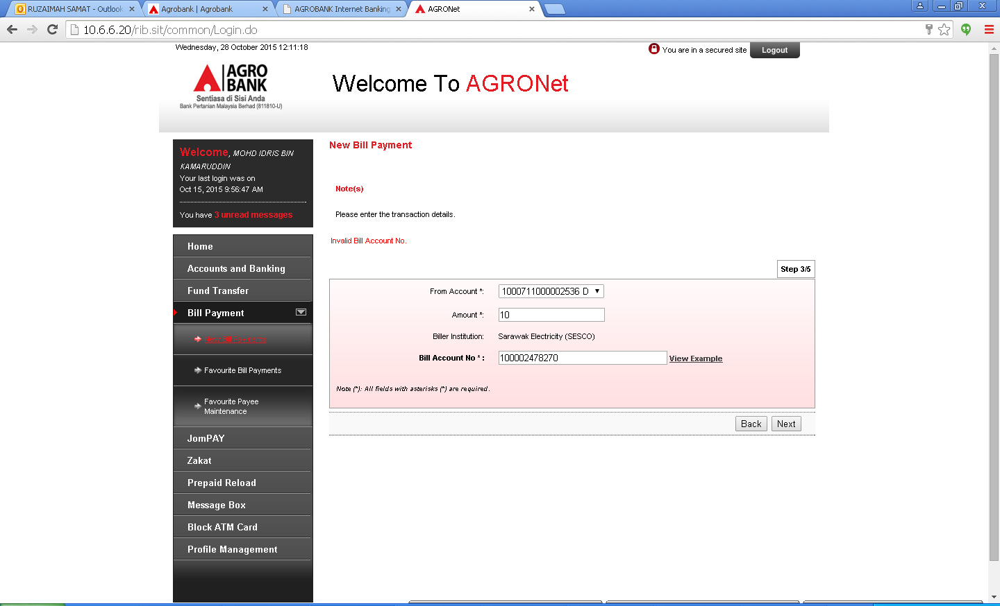 RUZAIMAH SAMAT - Outlook
Agrobank | Agrobank
AGROBANK Internet Banking
AGRONet
10.6.6.20/rib.sit/common/Login.do
Wednesday, 28 October 2015 12:11:18
You are in a secured site
Logout
AGRO
BANK
Sentiasa di Sisi Anda
Bank Pertanian Malaysia Berhad (811810-U)
Welcome To AGRONet
Welcome, MOHD IDRIS BIN
KAMARUDDIN
Your last login was on
Oct 15, 2015 9:56:47 AM
You have 3 unread messages
Home
Accounts and Banking
Fund Transfer
Bill Payment
New Bill Payments
Favourite Bill Payments
Favourite Payee
Maintenance
JomPAY
Zakat
Prepaid Reload
Message Box
Block ATM Card
Profile Management
New Bill Payment
Note(s)
Please enter the transaction details.
Invalid Bill Account No.
Step 3/5
From Account *:
1000711000002536 D
Amount *:
10
Biller Institution:
Sarawak Electricity (SESCO)
Bill Account No * :
100002478270
View Example
Note (*): All fields with asterisks (*) are required.
Back
Next